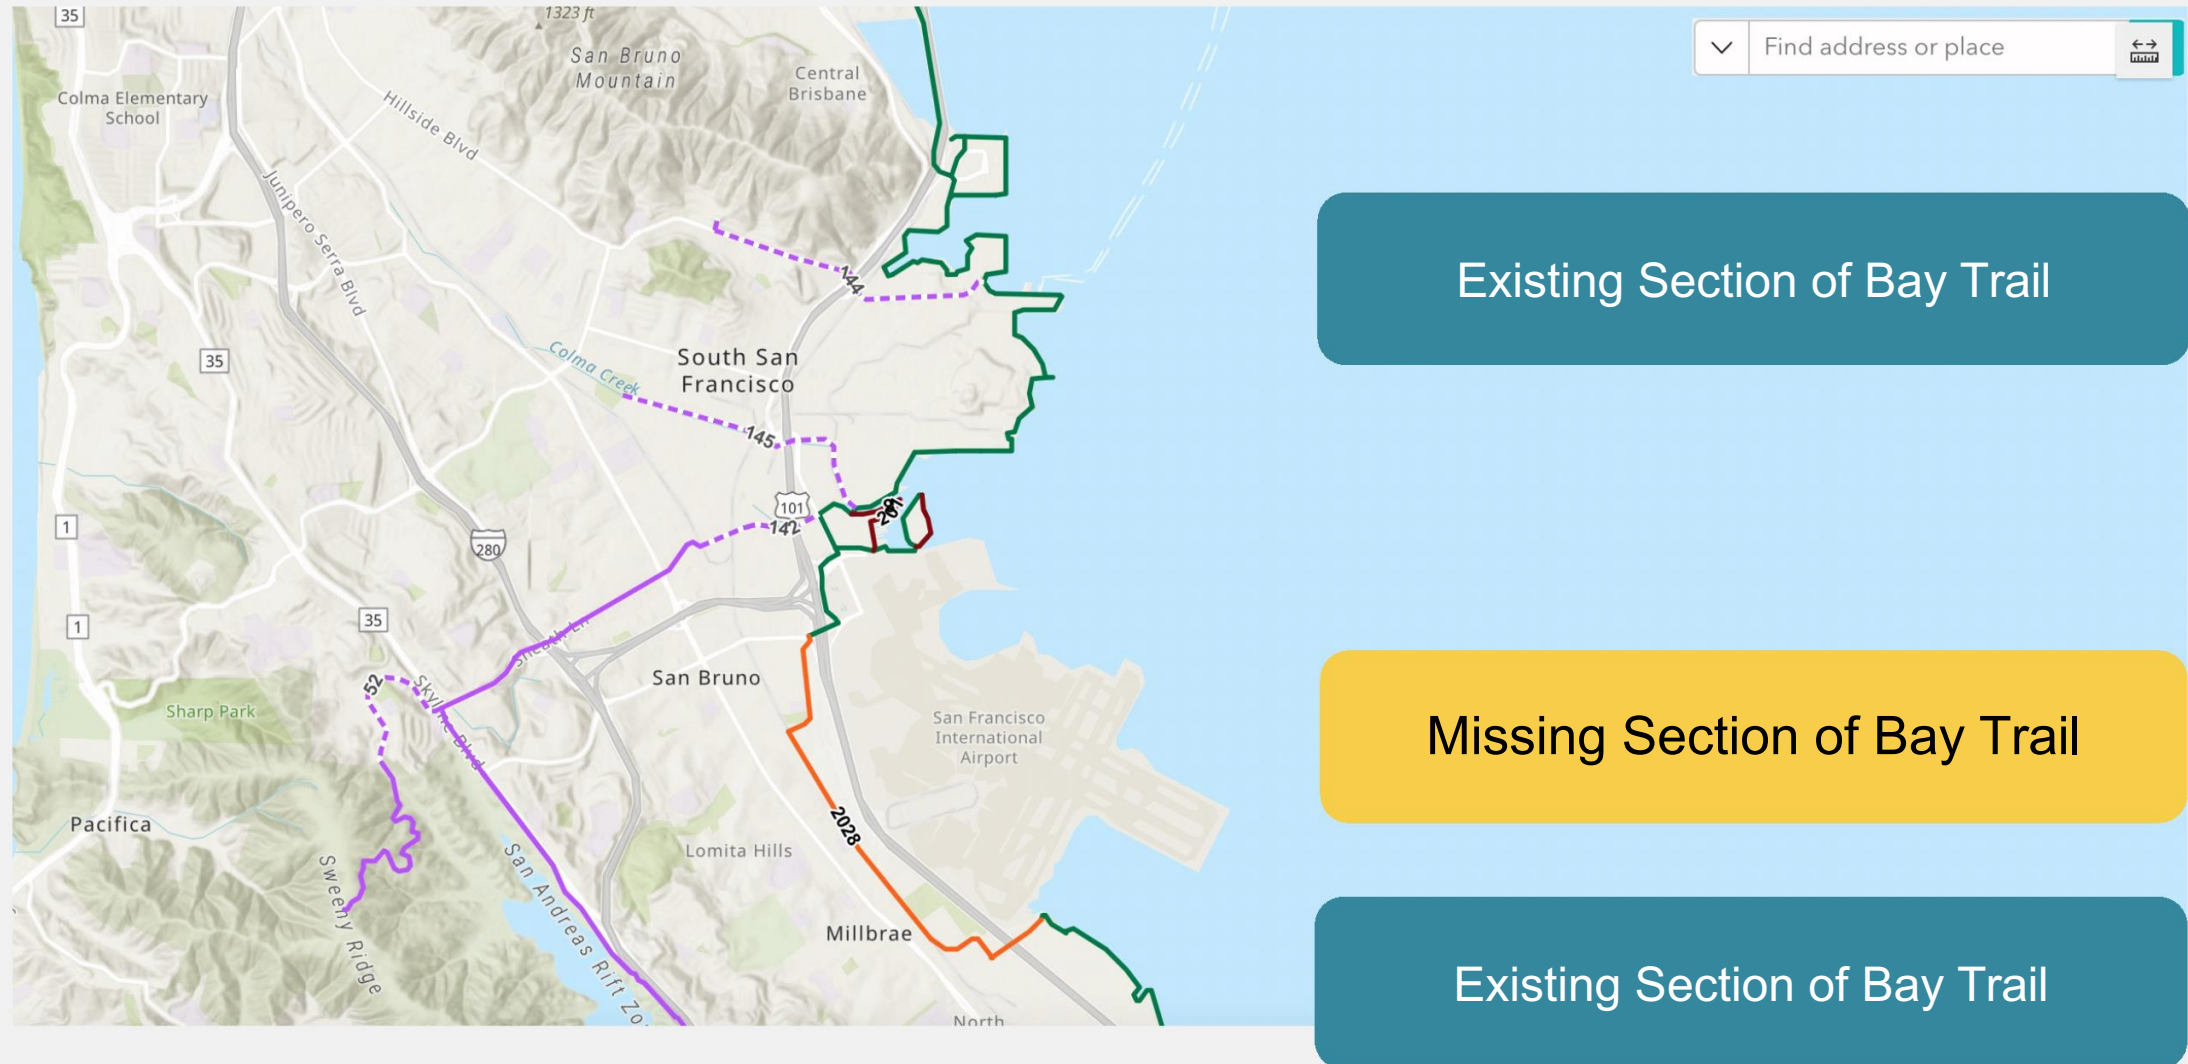 35
1323 ft
San Bruno
Mountain
Central
Brisbane
Find address or place
Colma Elementary
School
Hillside Blvd
Junipero Serra Blvd
144
Existing Section of Bay Trail
35
Colma Creek
South San
Francisco
145
101
142
1
280
1
35
Sneath Ln
San Bruno
52
Skyline Blvd
Sharp Park
San Francisco
International
Airport
Missing Section of Bay Trail
2028
Pacifica
Lomita Hills
Sweeny Ridge
San Andreas Rift Zo
Millbrae
Existing Section of Bay Trail
North